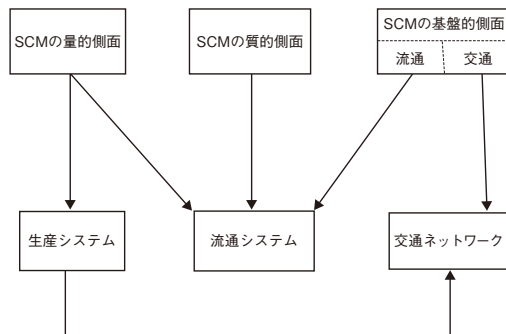 SCMの量的側面
SCMの質的側面
SCMの基盤的側面
流通
交通
生産システム
流通システム
交通ネットワーク